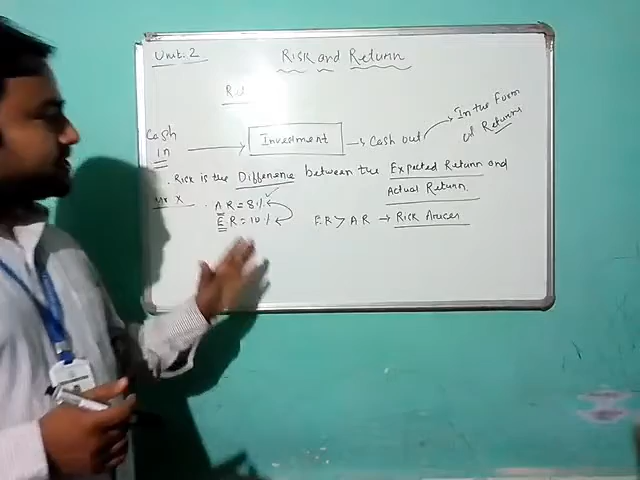 Unit. 2
Risk and Return
R.U
Cash in
Investment
Cash out
In the Form of Returns
. Risk is the Difference between the Expected Return and Actual Return.
Mr X . A R = 8 %
E R = 10 % E.R > A R → Risk Arises